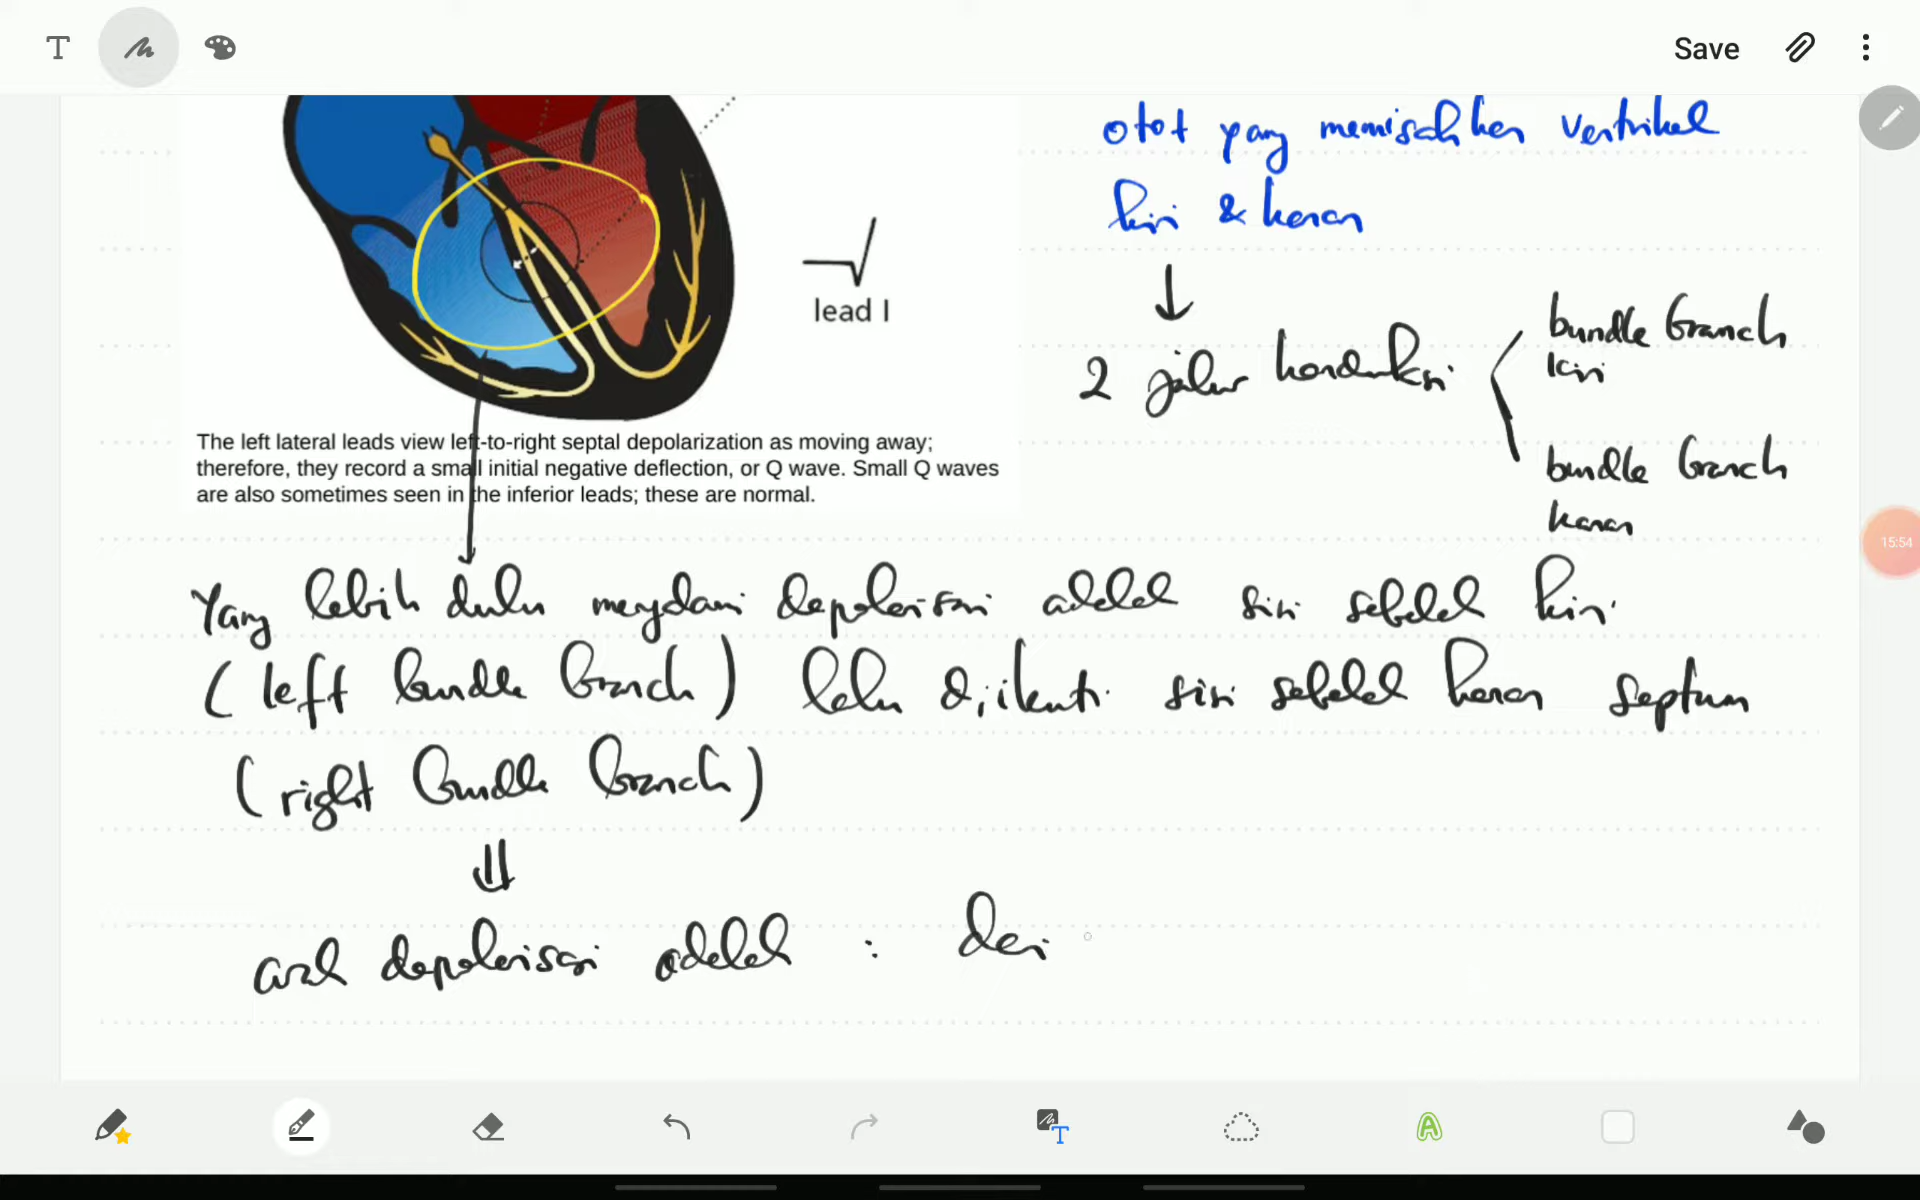 T
Save
otot yang memisahkan ventrikel
kiri & kanan
lead I
2 jalur konduksi
bundle branch
kiri
bundle branch
kanan
The left lateral leads view left-to-right septal depolarization as moving away;
therefore, they record a small initial negative deflection, or Q wave. Small Q waves
are also sometimes seen in the inferior leads; these are normal.
15:54
Yang lebih dulu mengalami depolarisasi adalah sisi sebelah kiri
(left bundle branch) lalu diikuti sisi sebelah kanan septum
(right bundle branch)
arah depolarisasi adalah : dari
T
A